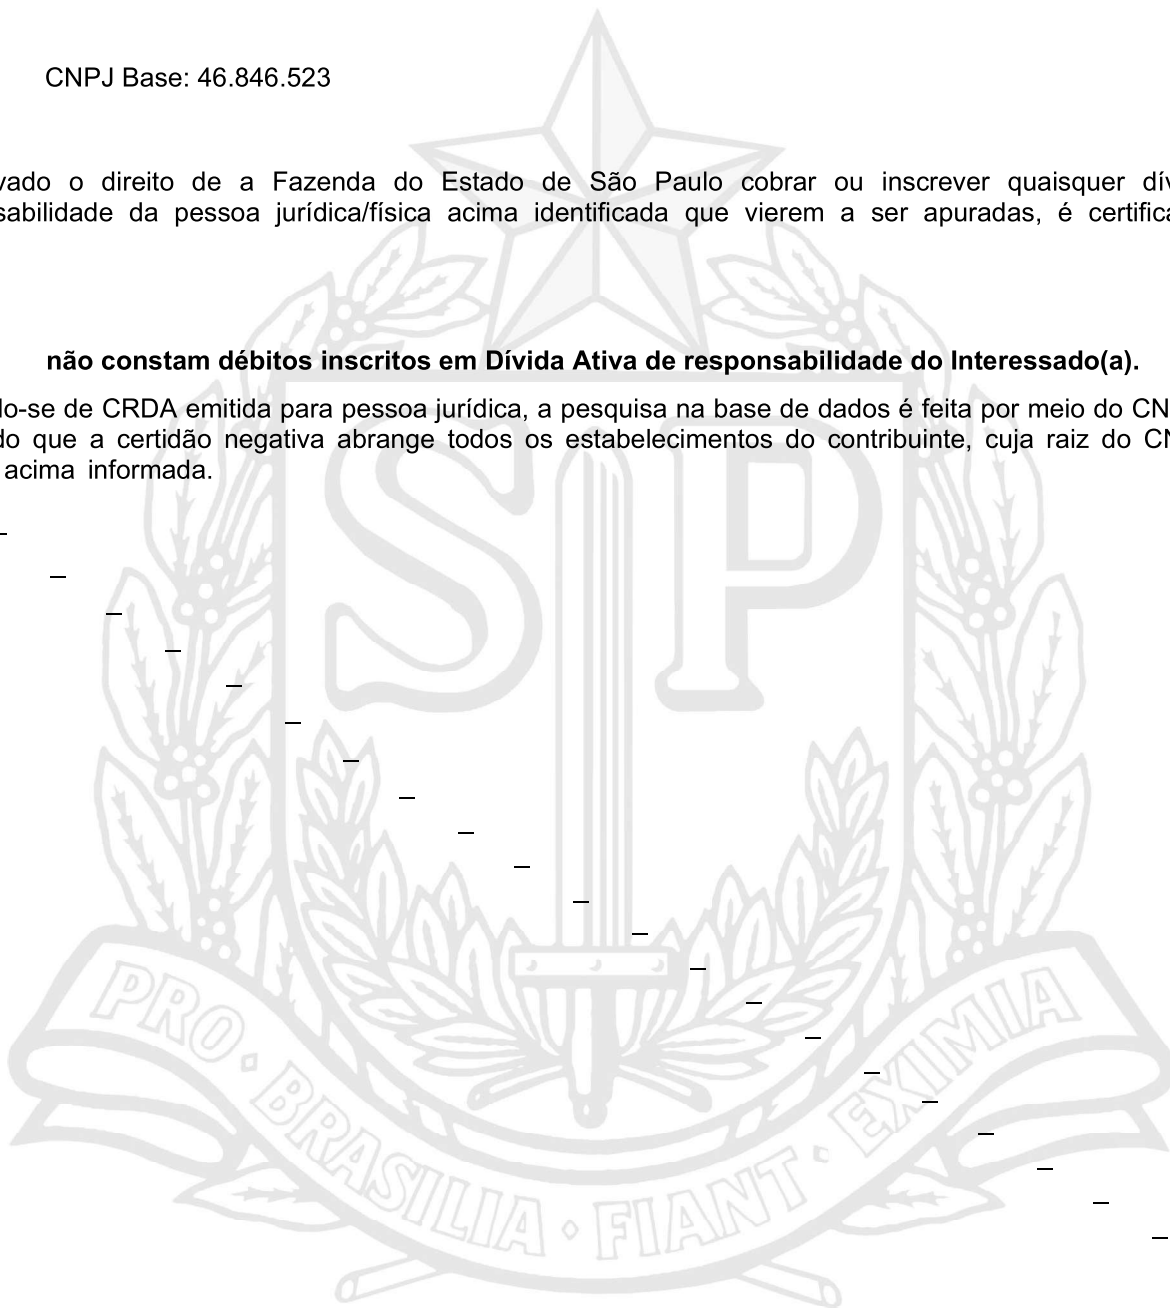 CNPJ Base: 46.846.523
vado o direito de a Fazenda do Estado de São Paulo cobrar ou inscrever quaisquer dív
sabilidade da pessoa jurídica/física acima identificada que vierem a ser apuradas, é certifica
não constam débitos inscritos em Dívida Ativa de responsabilidade do Interessado(a).
do-se de CRDA emitida para pessoa jurídica, a pesquisa na base de dados é feita por meio do CN
do que a certidão negativa abrange todos os estabelecimentos do contribuinte, cuja raiz do CN
acima informada.
SP
PRO · BRASILIA · FIANT · EXIMIA